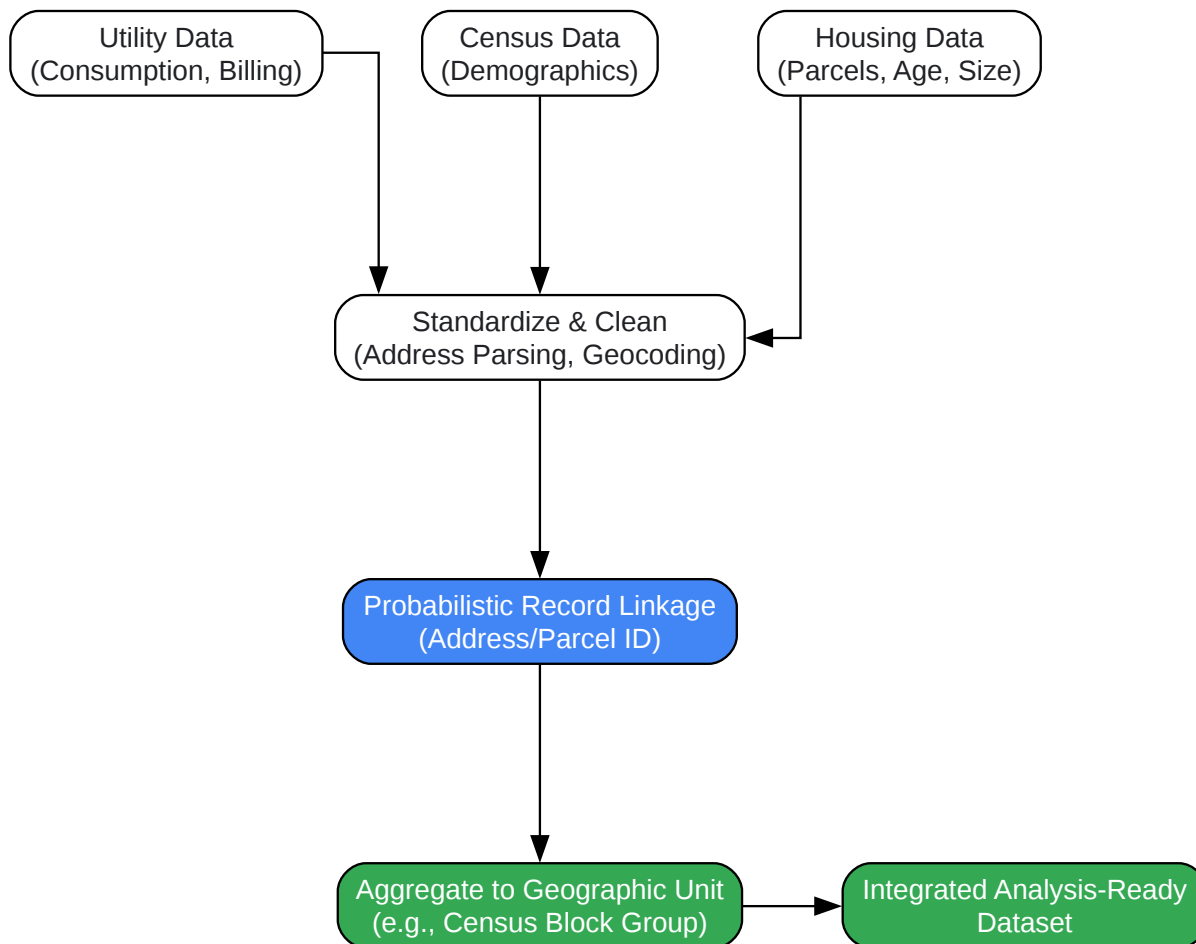 Utility Data
(Consumption, Billing)
Census Data
(Demographics)
Housing Data
(Parcels, Age, Size)
Standardize & Clean
(Address Parsing, Geocoding)
Probabilistic Record Linkage
(Address/Parcel ID)
Aggregate to Geographic Unit
(e.g., Census Block Group)
Integrated Analysis-Ready
Dataset